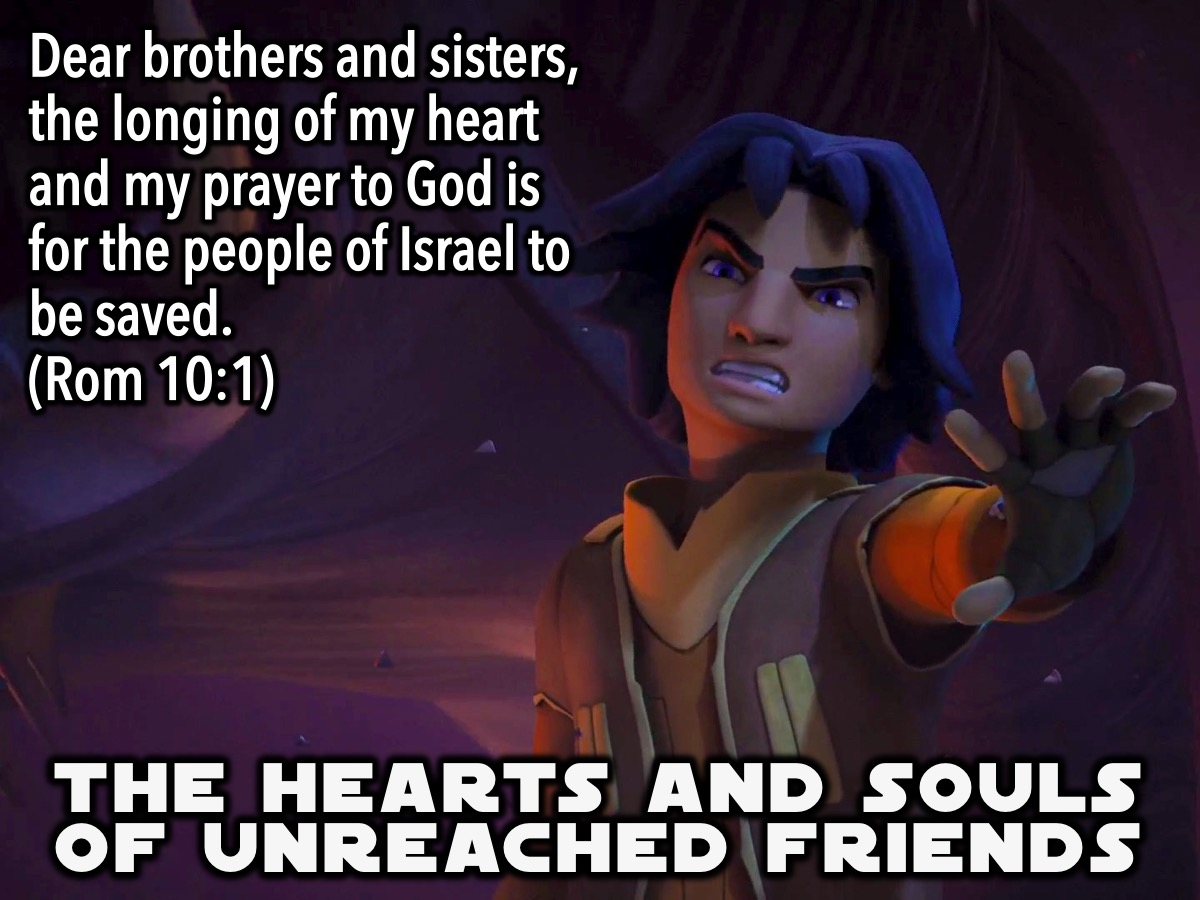 Dear brothers and sisters,
the longing of my heart
and my prayer to God is
for the people of Israel to
be saved.
(Rom 10:1)
THE HEARTS AND SOULS
OF UNREACHED FRIENDS